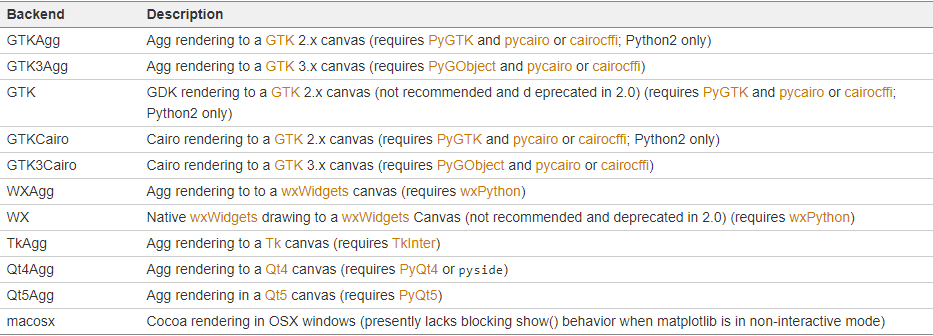 Backend Description
GTKAgg Agg rendering to a GTK 2.x canvas (requires PyGTK and pycairo or cairocffi; Python2 only)
GTK3Agg Agg rendering to a GTK 3.x canvas (requires PyGObject and pycairo or cairocffi)
GTK GDK rendering to a GTK 2.x canvas (not recommended and d eprecated in 2.0) (requires PyGTK and pycairo or cairocffi;
Python2 only)
GTKCairo Cairo rendering to a GTK 2.x canvas (requires PyGTK and pycairo or cairocffi; Python2 only)
GTK3Cairo Cairo rendering to a GTK 3.x canvas (requires PyGObject and pycairo or cairocffi)
WXAgg Agg rendering to to a wxWidgets canvas (requires wxPython)
WX Native wxWidgets drawing to a wxWidgets Canvas (not recommended and deprecated in 2.0) (requires wxPython)
TkAgg Agg rendering to a Tk canvas (requires TkInter)
Qt4Agg Agg rendering to a Qt4 canvas (requires PyQt4 or pyside)
Qt5Agg Agg rendering in a Qt5 canvas (requires PyQt5)
macosx Cocoa rendering in OSX windows (presently lacks blocking show() behavior when matplotlib is in non-interactive mode)